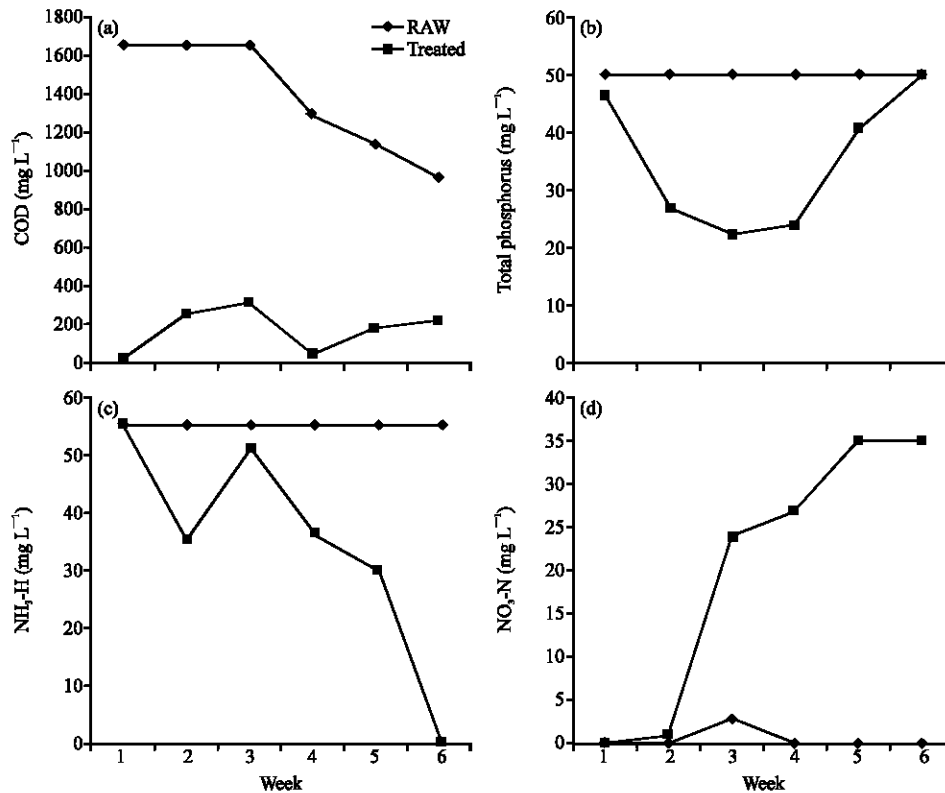 (a)
RAW
Treated
COD (mg L⁻¹)
1800
1600
1400
1200
1000
800
600
400
200
0
(b)
Total phosphorus (mg L⁻¹)
60
50
40
30
20
10
0
(c)
NH₃-H (mg L⁻¹)
60
50
40
30
20
10
0
1 2 3 4 5 6
Week
(d)
NO₃-N (mg L⁻¹)
40
35
30
25
20
15
10
5
0
1 2 3 4 5 6
Week